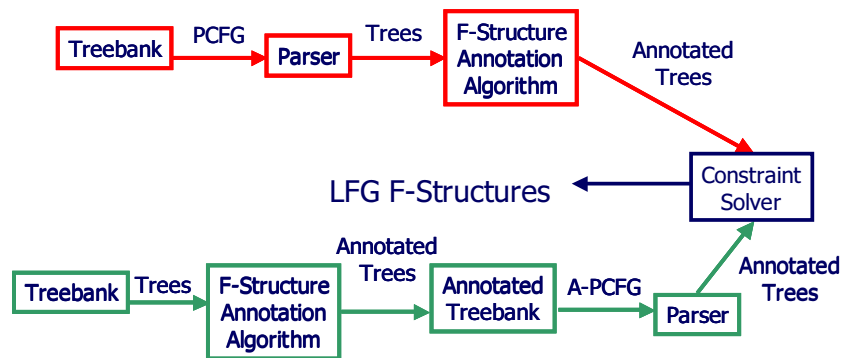 Treebank
PCFG
Parser
Trees
F-Structure
Annotation
Algorithm
Annotated
Trees
Constraint
Solver
LFG F-Structures
Treebank
Trees
F-Structure
Annotation
Algorithm
Annotated
Trees
Annotated
Treebank
A-PCFG
Parser
Annotated
Trees